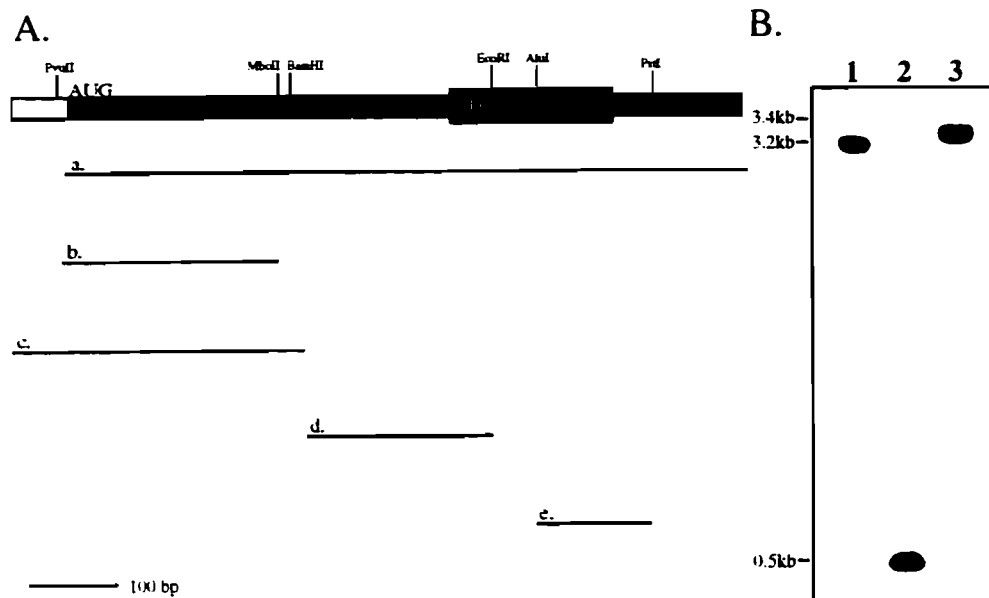 A.
PvuII
AUG
MboII
BamHI
EcoRI
AluI
PstI
a.
b.
c.
d.
e.
100 bp
B.
1 2 3
3.4kb
3.2kb
0.5kb